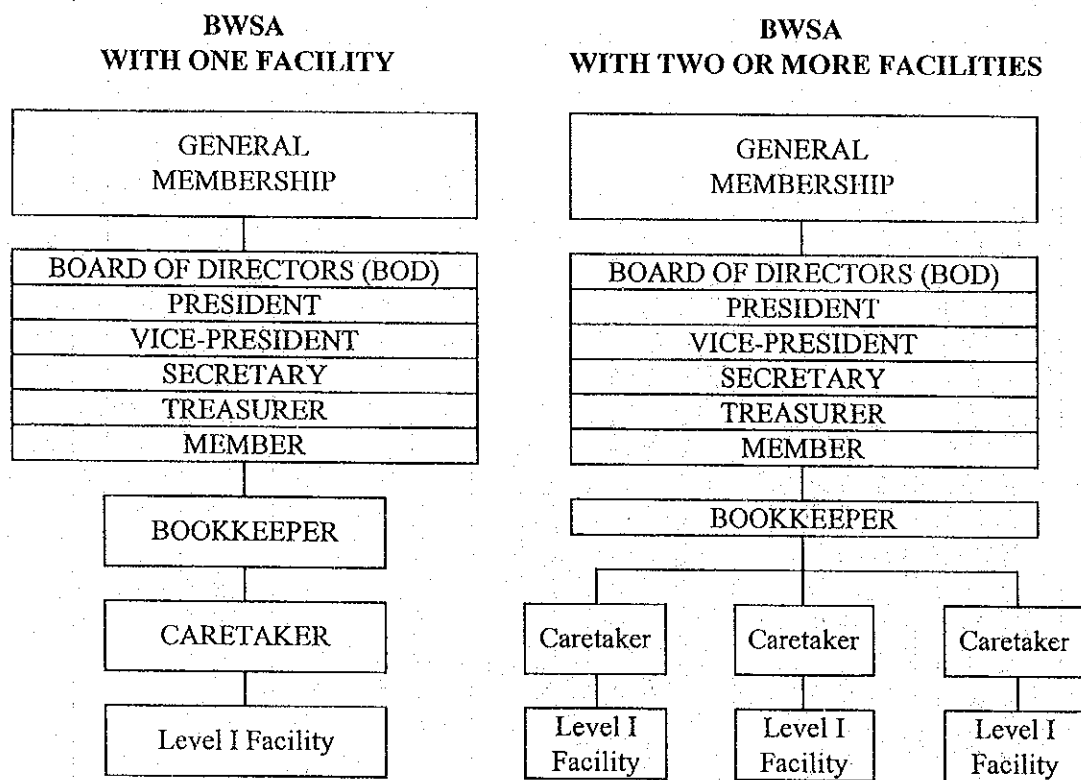 BWSA
WITH ONE FACILITY
GENERAL
MEMBERSHIP
BOARD OF DIRECTORS (BOD)
PRESIDENT
VICE-PRESIDENT
SECRETARY
TREASURER
MEMBER
BOOKKEEPER
CARETAKER
Level I Facility
BWSA
WITH TWO OR MORE FACILITIES
GENERAL
MEMBERSHIP
BOARD OF DIRECTORS (BOD)
PRESIDENT
VICE-PRESIDENT
SECRETARY
TREASURER
MEMBER
BOOKKEEPER
Caretaker
Caretaker
Caretaker
Level I
Facility
Level I
Facility
Level I
Facility